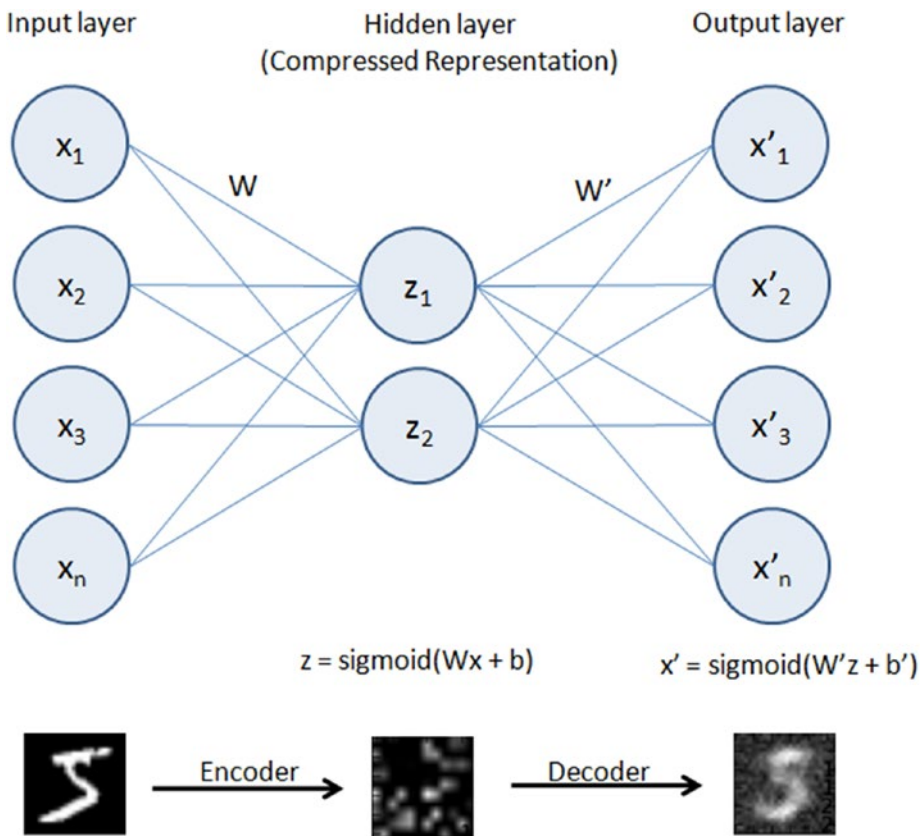 Input layer
Hidden layer
(Compressed Representation)
Output layer
x₁
W
W’
x’₁
x₂
z₁
x’₂
x₃
z₂
x’₃
xₙ
x’ₙ
z = sigmoid(Wx + b)
x’ = sigmoid(W’z + b’)
Encoder
Decoder